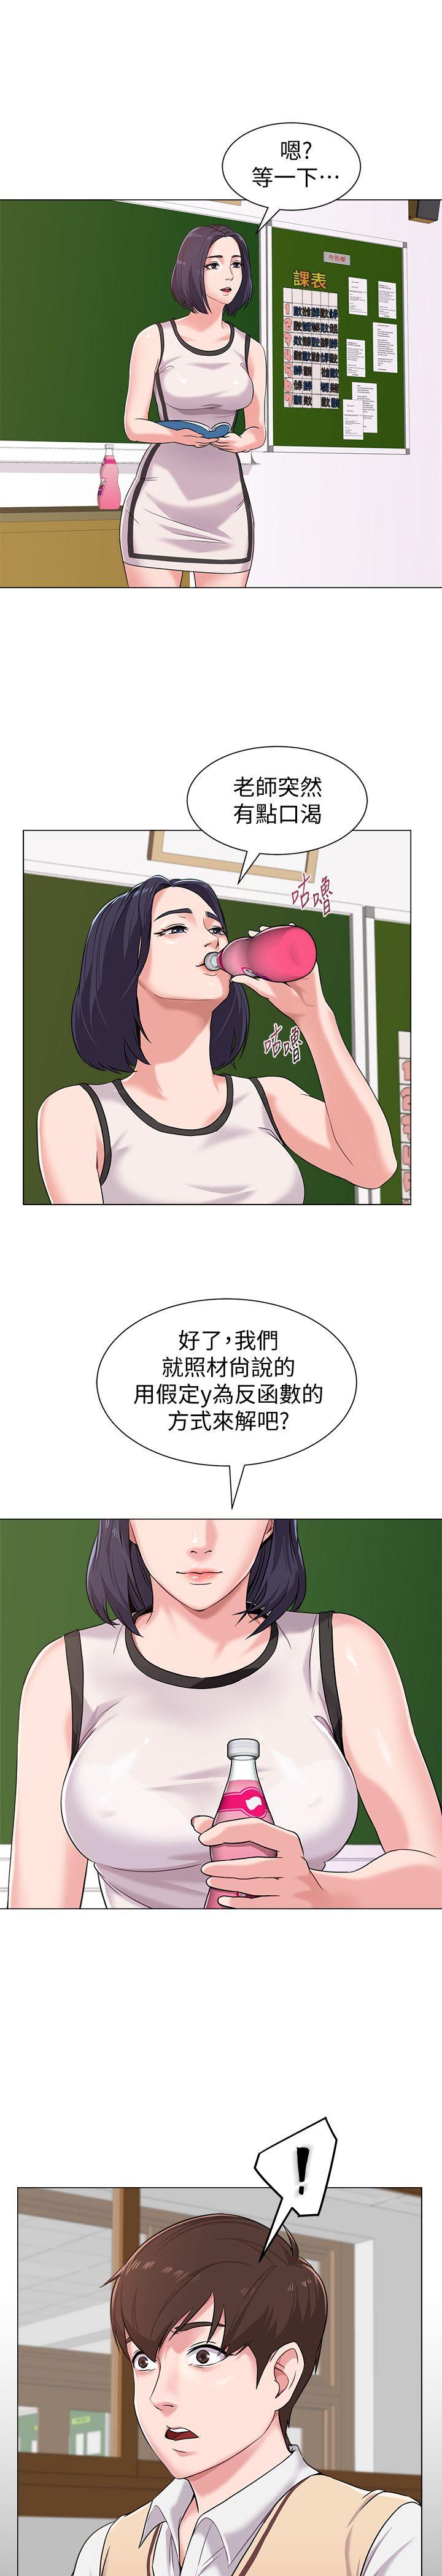 嗯?
等一下…
課表
老師突然
有點口渴
咕嚕
咕嚕
好了,我們
就照材尚說的
用假定y為反函數的
方式來解吧?
!